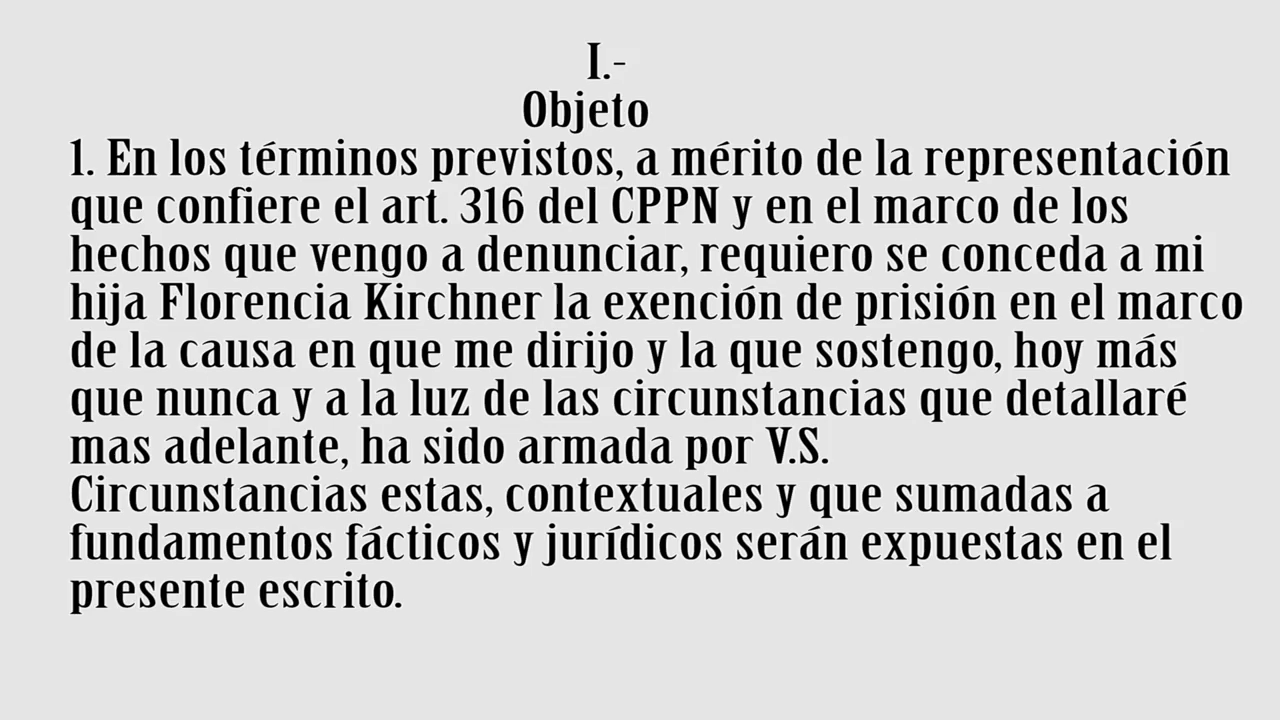 I.-
Objeto
1. En los términos previstos, a mérito de la representación
que confiere el art. 316 del CPPN y en el marco de los
hechos que vengo a denunciar, requiero se conceda a mi
hija Florencia Kirchner la exención de prisión en el marco
de la causa en que me dirijo y la que sostengo, hoy más
que nunca y a la luz de las circunstancias que detallaré
mas adelante, ha sido armada por V.S.
Circunstancias estas, contextuales y que sumadas a
fundamentos fácticos y jurídicos serán expuestas en el
presente escrito.